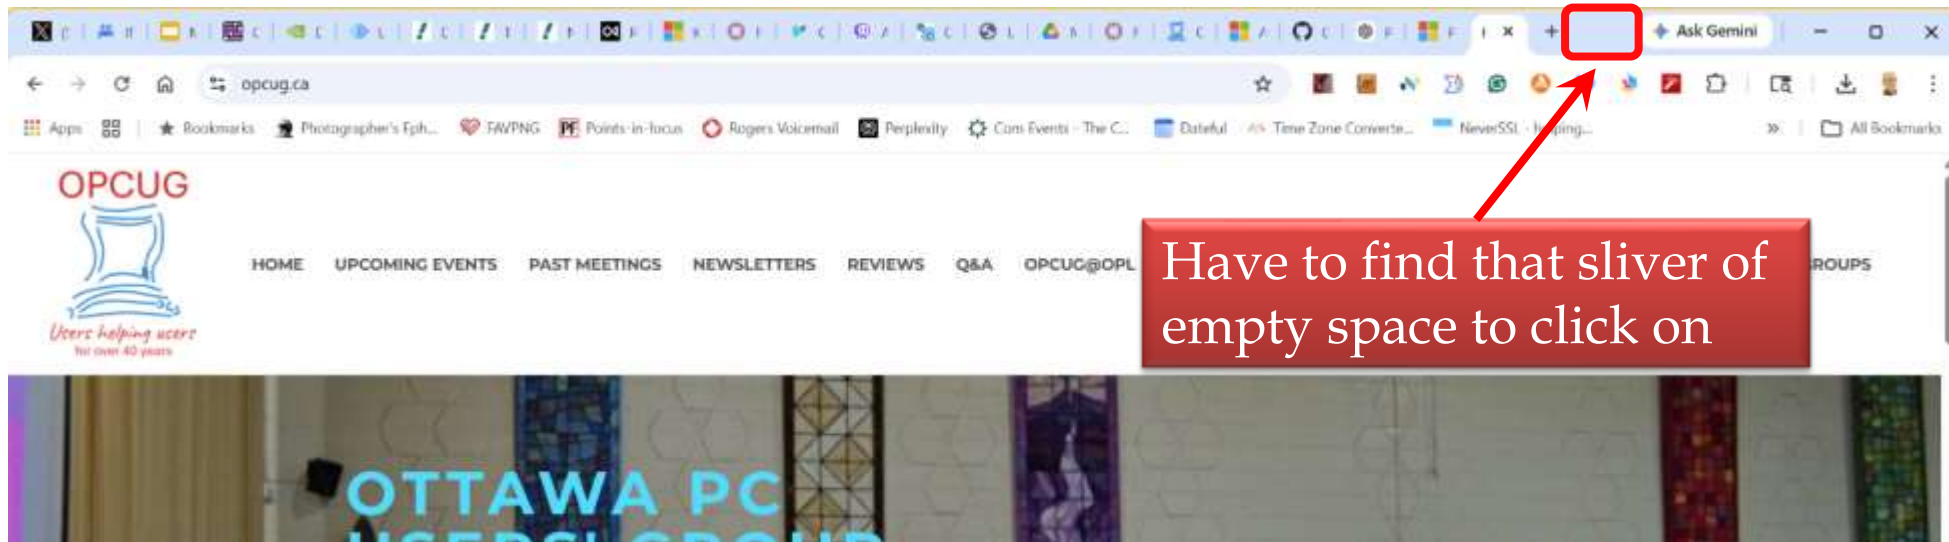 Ask Gemini
opcug.ca
Apps Bookmarks Photographer's Eph... FAVPNG Points-in-focus Rogers Voicemail Perplexity Com Events - The C... Dateful Time Zone Converte... NeverSSL - helping... All Bookmarks
OPCUG
Users helping users
for over 40 years
HOME UPCOMING EVENTS PAST MEETINGS NEWSLETTERS REVIEWS Q&A OPCUG@OPL ROUPS
Have to find that sliver of
empty space to click on
OTTAWA PC
USERS' GROUP